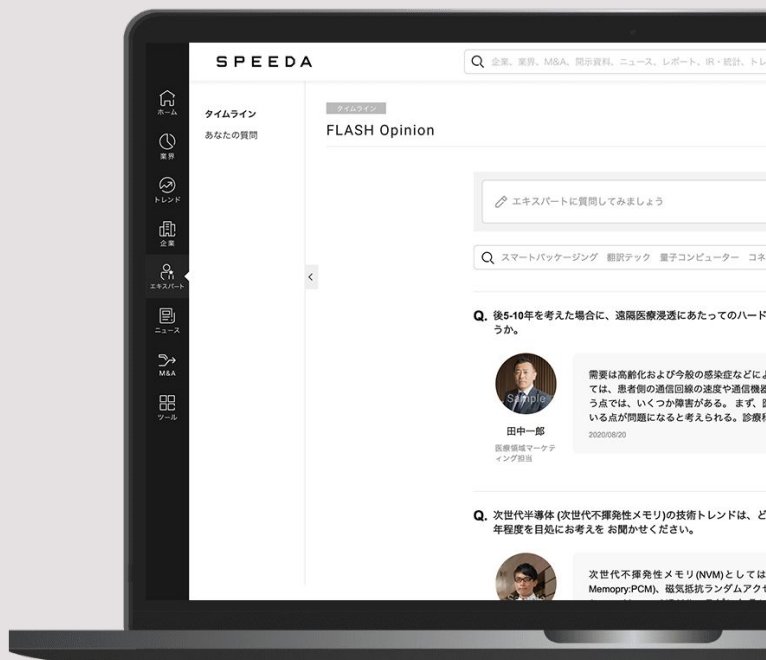 SPEEDA
企業、業界、M&A、開示資料、ニュース、レポート、IR・統計、トレ
ホーム
業界
トレンド
企業
エキスパート
ニュース
M&A
ツール
タイムライン
あなたの質問
タイムライン
FLASH Opinion
エキスパートに質問してみましょう
スマートパッケージング 翻訳テック 量子コンピューター コネ
Q. 後5-10年を考えた場合に、遠隔医療浸透にあたってのハード
うか。
Sample
田中一郎
医療領域マーケテ
ィング担当
需要は高齢化および今般の感染症などによ
ては、患者側の通信回線の速度や通信機器
う点では、いくつか障害がある。 まず、医
いる点が問題になると考えられる。診療科
2020/08/20
Q. 次世代半導体 (次世代不揮発性メモリ)の技術トレンドは、ど
年程度を目処にお考えを お聞かせください。
次世代不揮発性メモリ(NVM)としては
Memopry:PCM)、磁気抵抗ランダムアクセ